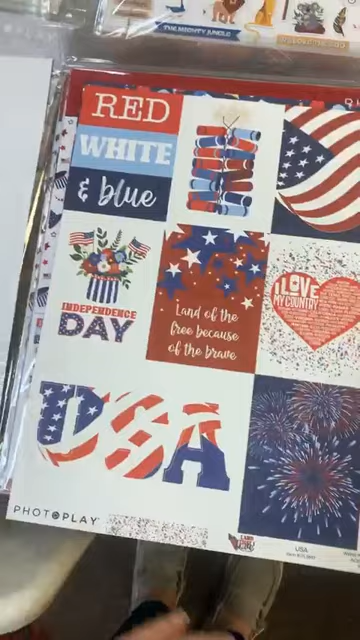 THE MIGHTY JUNGLE
RED
WHITE
& blue
I LOVE
MY COUNTRY
INDEPENDENCE
DAY
Land of the
free because
of the brave
USA
PHOTOPLAY
USA